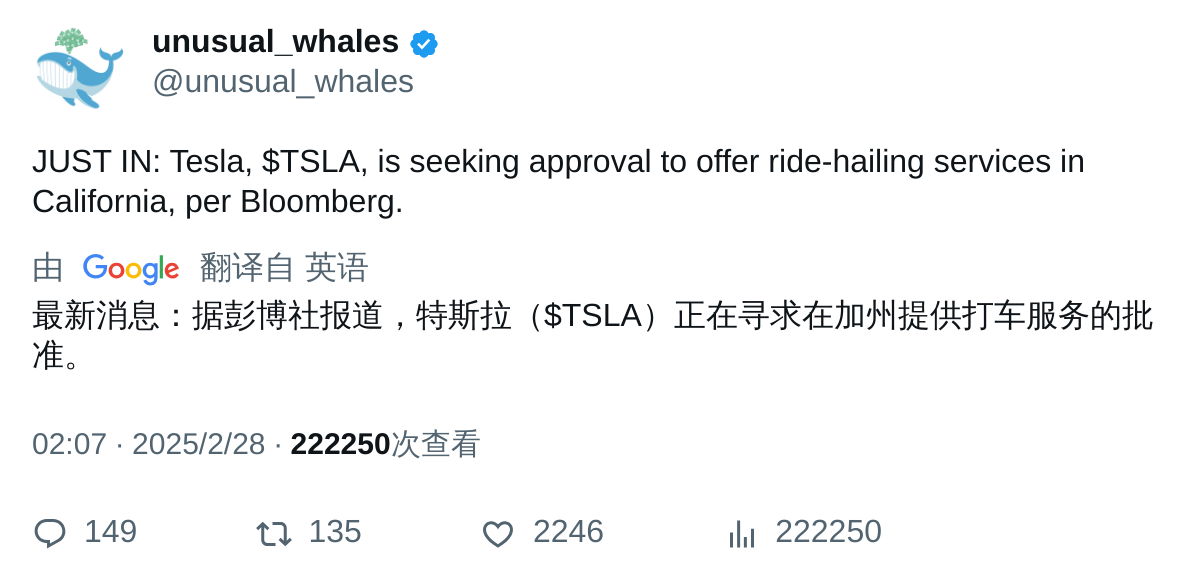 unusual_whales
@unusual_whales
JUST IN: Tesla, $TSLA, is seeking approval to offer ride-hailing services in
California, per Bloomberg.
由 Google 翻译自 英语
最新消息：据彭博社报道，特斯拉（$TSLA）正在寻求在加州提供打车服务的批
准。
02:07 · 2025/2/28 · 222250次查看
149 135 2246 222250